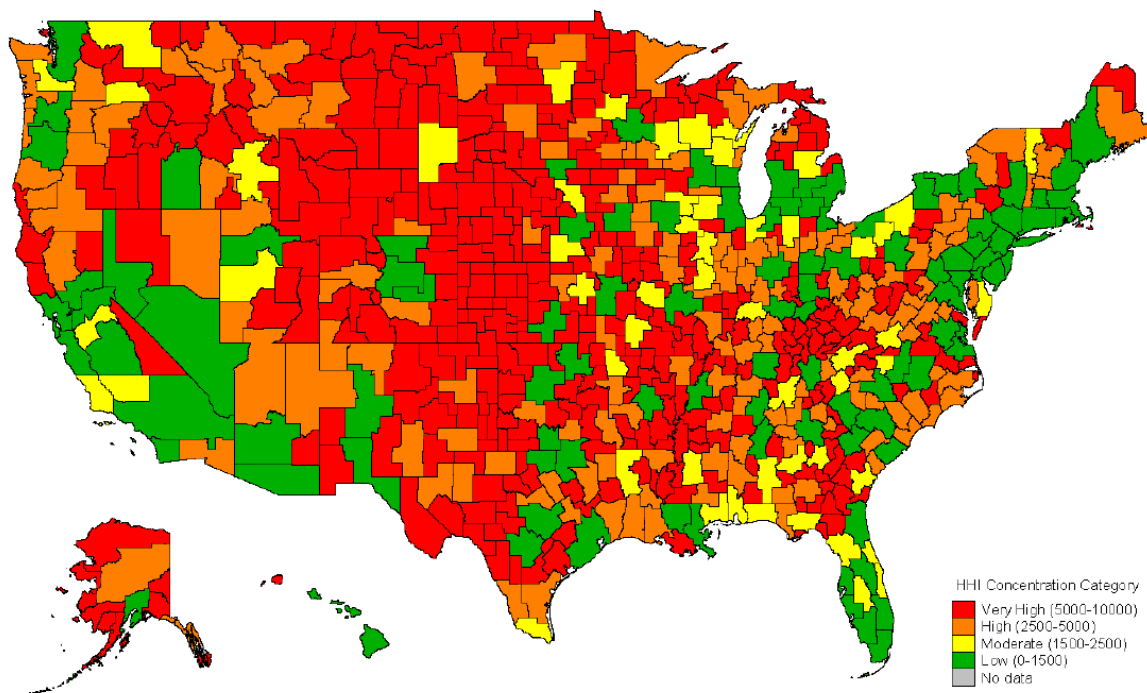 HHI Concentration Category
Very High (5000-10000)
High (2500-5000)
Moderate (1500-2500)
Low (0-1500)
No data